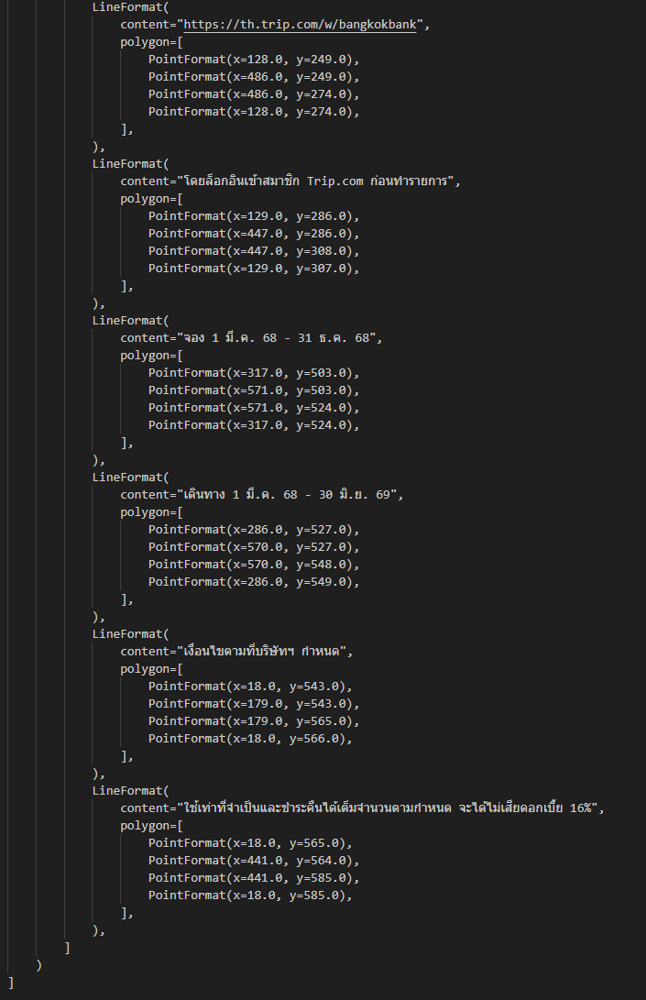 LineFormat(
content="https://th.trip.com/w/bangkokbank",
polygon=[
PointFormat(x=128.0, y=249.0),
PointFormat(x=486.0, y=249.0),
PointFormat(x=486.0, y=274.0),
PointFormat(x=128.0, y=274.0),
],
),
LineFormat(
content="โดยล็อกอินเข้าสมาชิก Trip.com ก่อนทำรายการ",
polygon=[
PointFormat(x=129.0, y=286.0),
PointFormat(x=447.0, y=286.0),
PointFormat(x=447.0, y=308.0),
PointFormat(x=129.0, y=307.0),
],
),
LineFormat(
content="จอง 1 มี.ค. 68 - 31 ธ.ค. 68",
polygon=[
PointFormat(x=317.0, y=503.0),
PointFormat(x=571.0, y=503.0),
PointFormat(x=571.0, y=524.0),
PointFormat(x=317.0, y=524.0),
],
),
LineFormat(
content="เดินทาง 1 มี.ค. 68 - 30 มิ.ย. 69",
polygon=[
PointFormat(x=286.0, y=527.0),
PointFormat(x=570.0, y=527.0),
PointFormat(x=570.0, y=548.0),
PointFormat(x=286.0, y=549.0),
],
),
LineFormat(
content="เงื่อนไขตามที่บริษัทฯ กำหนด",
polygon=[
PointFormat(x=18.0, y=543.0),
PointFormat(x=179.0, y=543.0),
PointFormat(x=179.0, y=565.0),
PointFormat(x=18.0, y=566.0),
],
),
LineFormat(
content="ใช้เท่าที่จำเป็นและชำระคืนได้เต็มจำนวนตามกำหนด จะได้ไม่เสียดอกเบี้ย 16%",
polygon=[
PointFormat(x=18.0, y=565.0),
PointFormat(x=441.0, y=564.0),
PointFormat(x=441.0, y=585.0),
PointFormat(x=18.0, y=585.0),
],
),
]
)
]